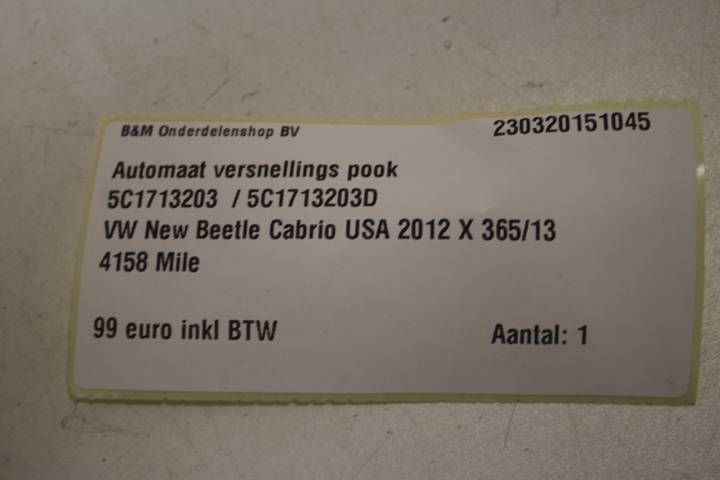 B&M Onderdelenshop BV 230320151045
Automaat versnellings pook
5C1713203 / 5C1713203D
VW New Beetle Cabrio USA 2012 X 365/13
4158 Mile
99 euro inkl BTW Aantal: 1